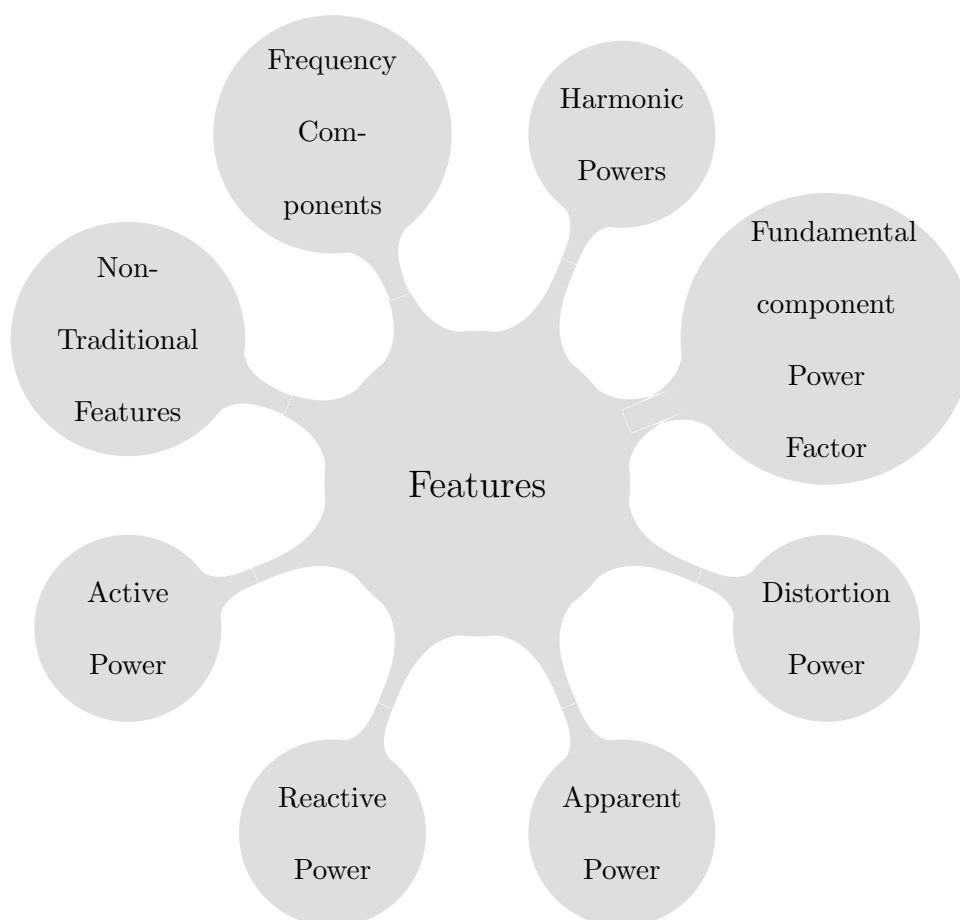 Frequency
Com-
ponents
Harmonic
Powers
Fundamental
component
Power
Factor
Non-
Traditional
Features
Features
Active
Power
Distortion
Power
Reactive
Power
Apparent
Power